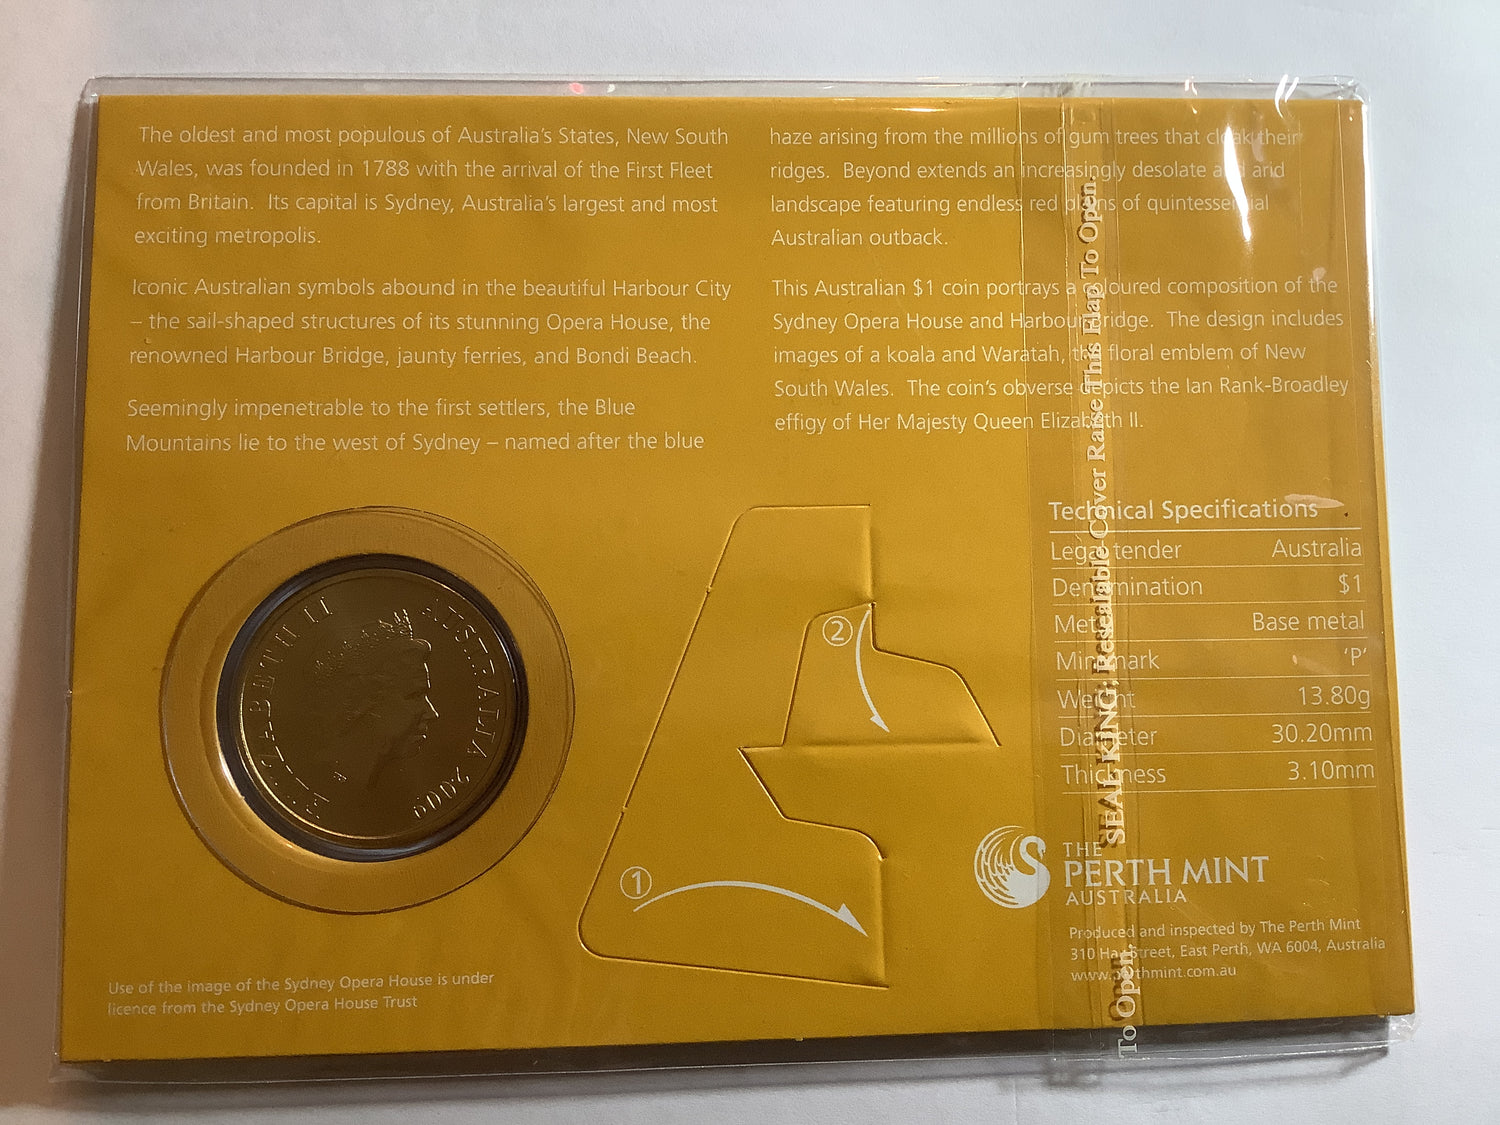 The oldest and most populous of Australia's States, New South
Wales, was founded in 1788 with the arrival of the First Fleet
from Britain. Its capital is Sydney, Australia's largest and most
exciting metropolis.
Iconic Australian symbols abound in the beautiful Harbour City
– the sail-shaped structures of its stunning Opera House, the
renowned Harbour Bridge, jaunty ferries, and Bondi Beach.
Seemingly impenetrable to the first settlers, the Blue
Mountains lie to the west of Sydney – named after the blue
haze arising from the millions of gum trees that cloak their
ridges. Beyond extends an increasingly desolate and arid
landscape featuring endless red plains of quintessential
Australian outback.
This Australian $1 coin portrays a coloured composition of the
Sydney Opera House and Harbour Bridge. The design includes
images of a koala and Waratah, the floral emblem of New
South Wales. The coin's obverse depicts the Ian Rank-Broadley
effigy of Her Majesty Queen Elizabeth II.
Technical Specifications
Legal tender Australia
Denomination $1
Metal Base metal
Mintmark 'P'
Weight 13.80g
Diameter 30.20mm
Thickness 3.10mm
ELIZABETH II AUSTRALIA 2009
2
1
THE
PERTH MINT
AUSTRALIA
Produced and inspected by The Perth Mint
310 Hay Street, East Perth, WA 6004, Australia
www.perthmint.com.au
Use of the image of the Sydney Opera House is under
licence from the Sydney Opera House Trust
To Open.
SEAL KING; Resealable Cover Raise This Flap To Open.